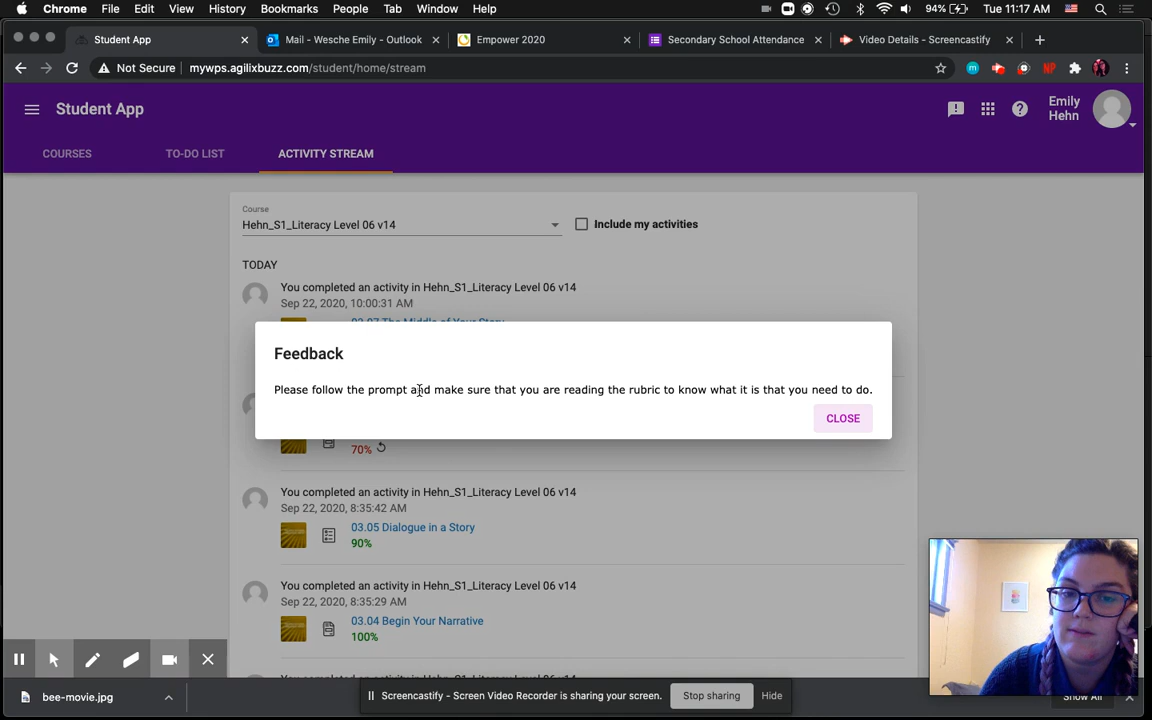 Chrome File Edit View History Bookmarks People Tab Window Help 94% Tue 11:17 AM
Student App Mail - Wesche Emily - Outlook Empower 2020 Secondary School Attendance Video Details - Screencastify
Not Secure mywps.agilixbuzz.com/student/home/stream
Student App
Emily
Hehn
COURSES TO-DO LIST ACTIVITY STREAM
Course
Hehn_S1_Literacy Level 06 v14
Include my activities
TODAY
You completed an activity in Hehn_S1_Literacy Level 06 v14
Sep 22, 2020, 10:00:31 AM
03.07 The Middle of Your Story
Feedback
Please follow the prompt and make sure that you are reading the rubric to know what it is that you need to do.
CLOSE
70%
You completed an activity in Hehn_S1_Literacy Level 06 v14
Sep 22, 2020, 8:35:42 AM
03.05 Dialogue in a Story
90%
You completed an activity in Hehn_S1_Literacy Level 06 v14
Sep 22, 2020, 8:35:29 AM
03.04 Begin Your Narrative
100%
bee-movie.jpg
Screencastify - Screen Video Recorder is sharing your screen. Stop sharing Hide
Show All